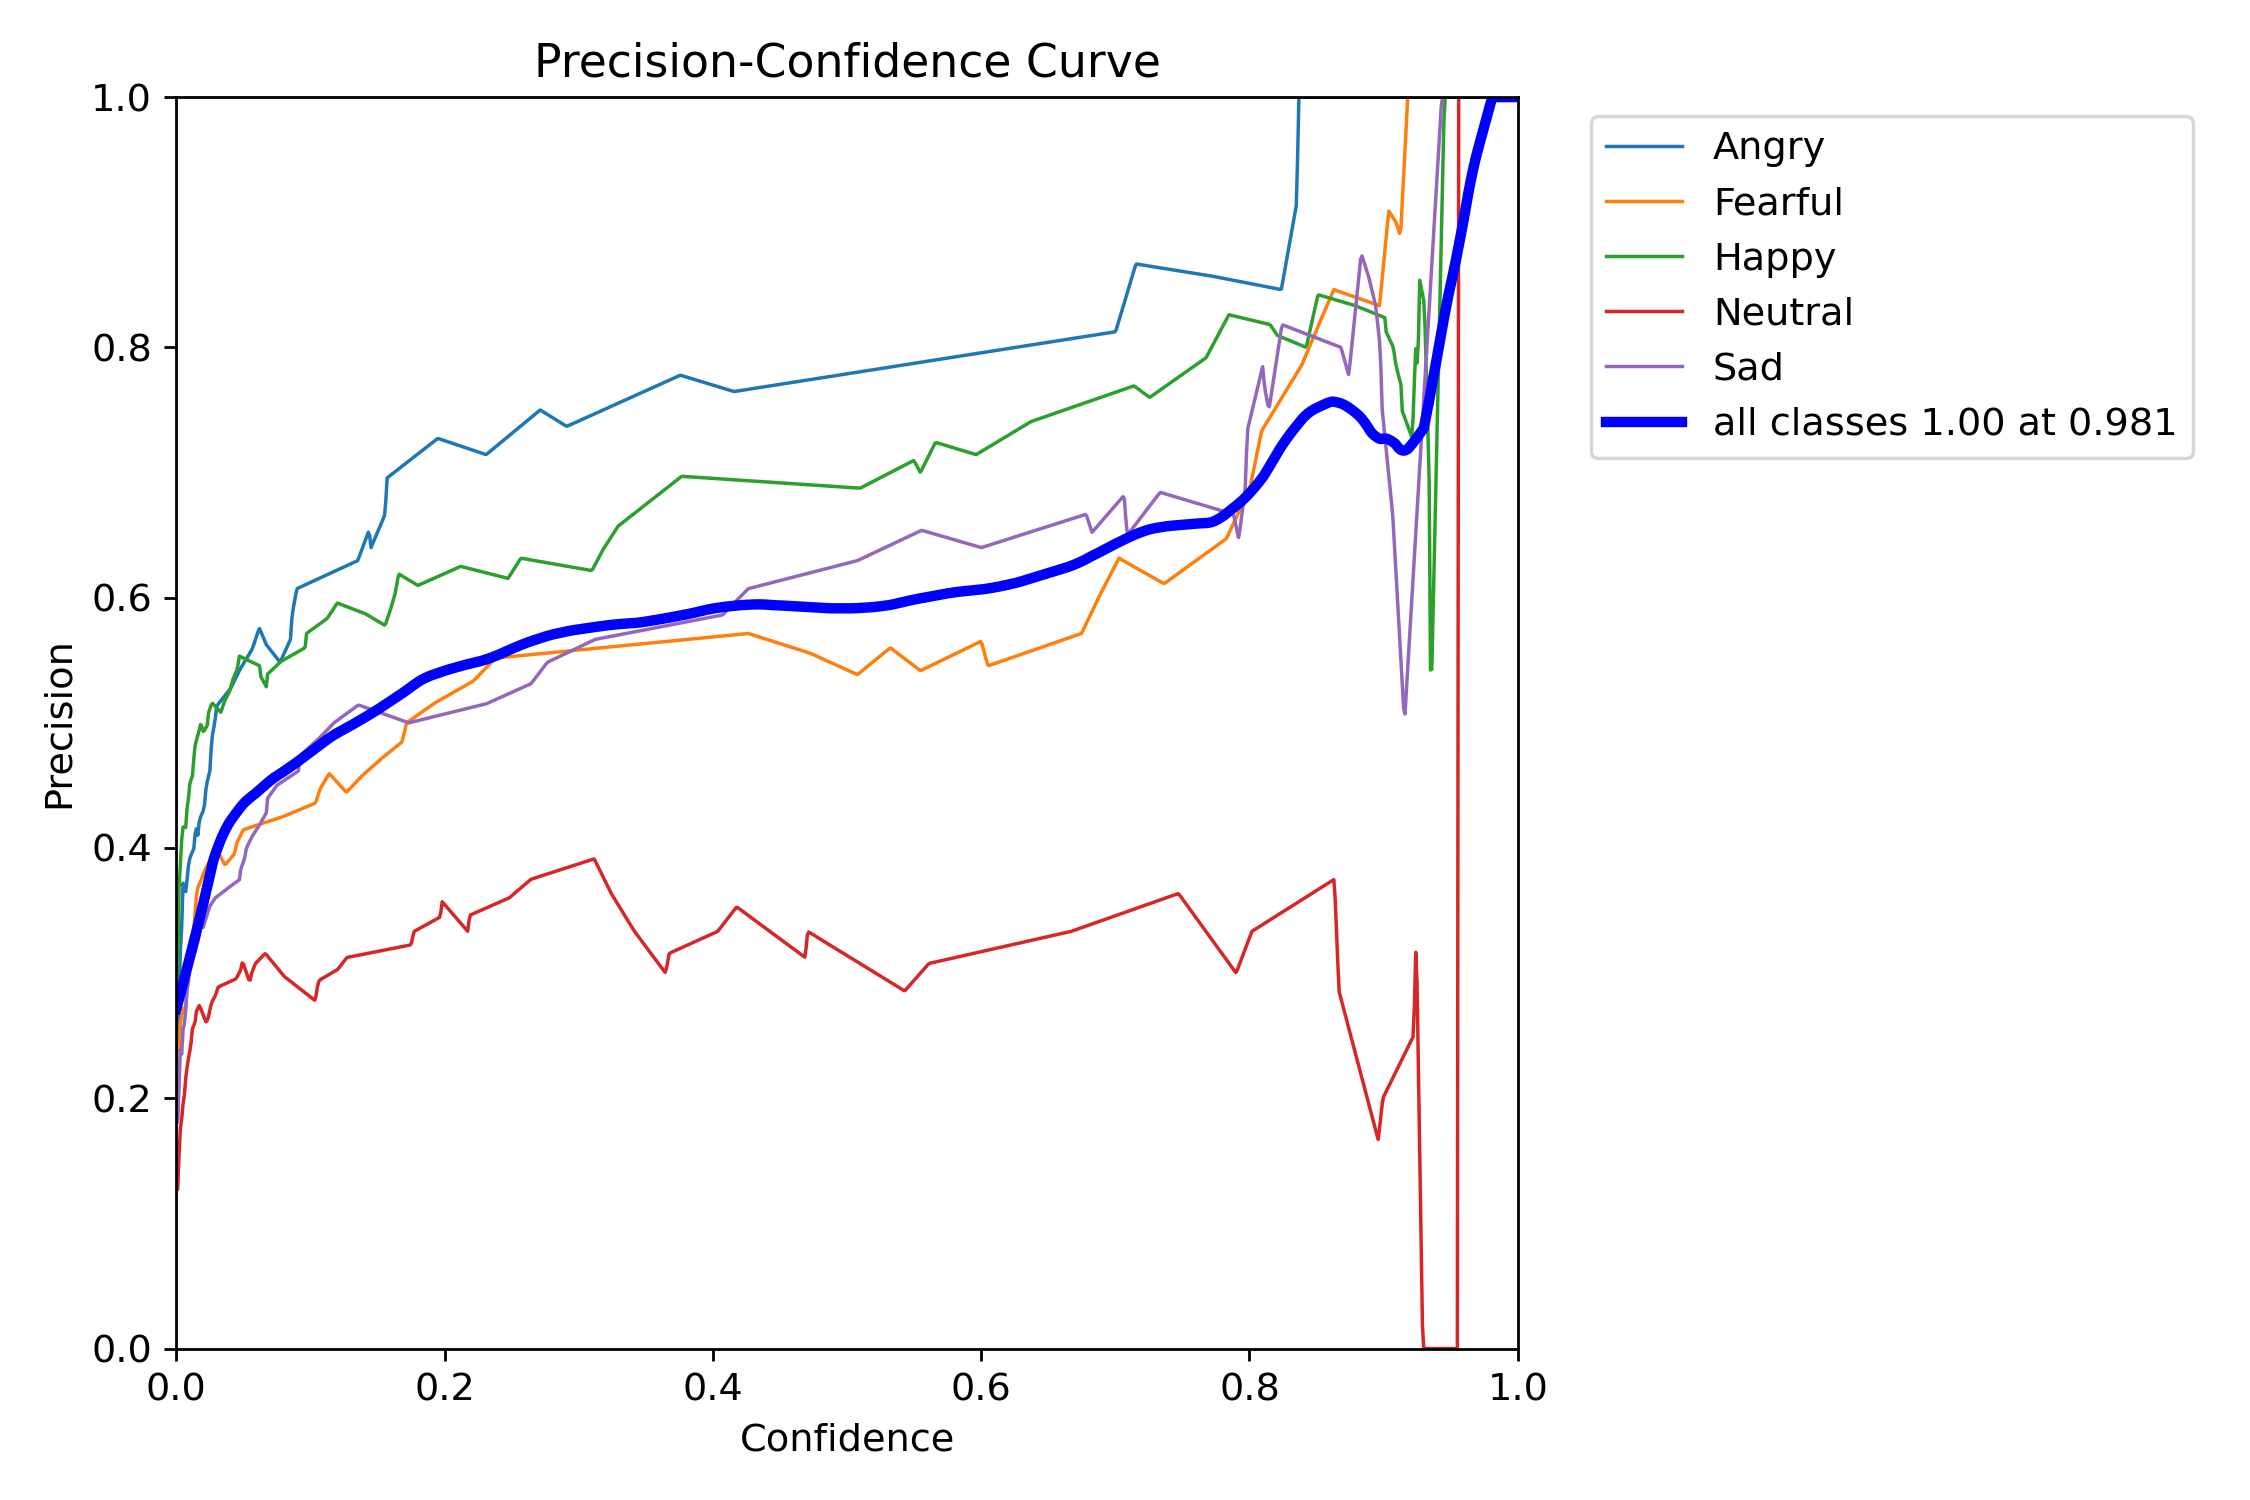 Precision-Confidence Curve
1.0
0.8
0.6
0.4
0.2
0.0
Precision
0.0 0.2 0.4 0.6 0.8 1.0
Confidence
Angry
Fearful
Happy
Neutral
Sad
all classes 1.00 at 0.981